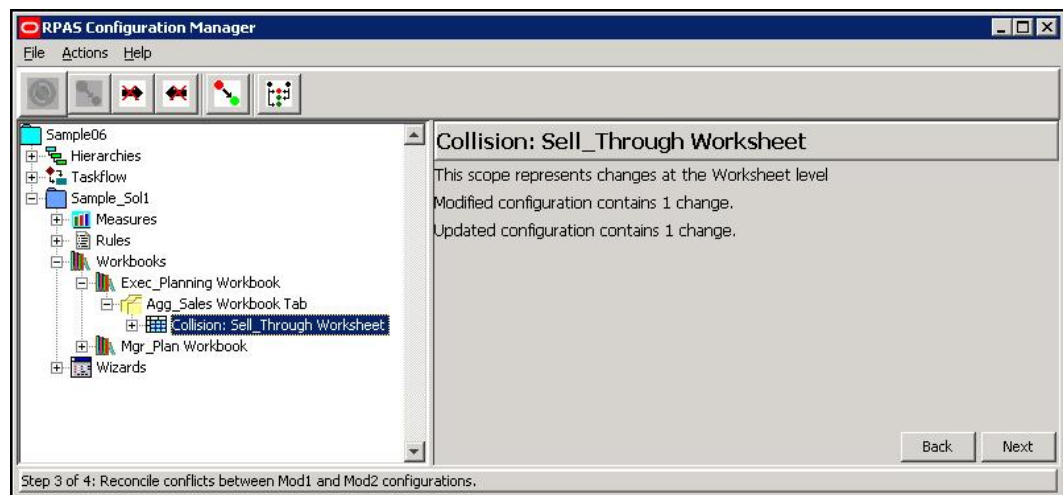 RPAS Configuration Manager
File Actions Help
Sample06
Hierarchies
Taskflow
Sample_Sol1
Measures
Rules
Workbooks
Exec_Planning Workbook
Agg_Sales Workbook Tab
Collision: Sell_Through Worksheet
Mgr_Plan Workbook
Wizards
Collision: Sell_Through Worksheet
This scope represents changes at the Worksheet level
Modified configuration contains 1 change.
Updated configuration contains 1 change.
Back Next
Step 3 of 4: Reconcile conflicts between Mod1 and Mod2 configurations.